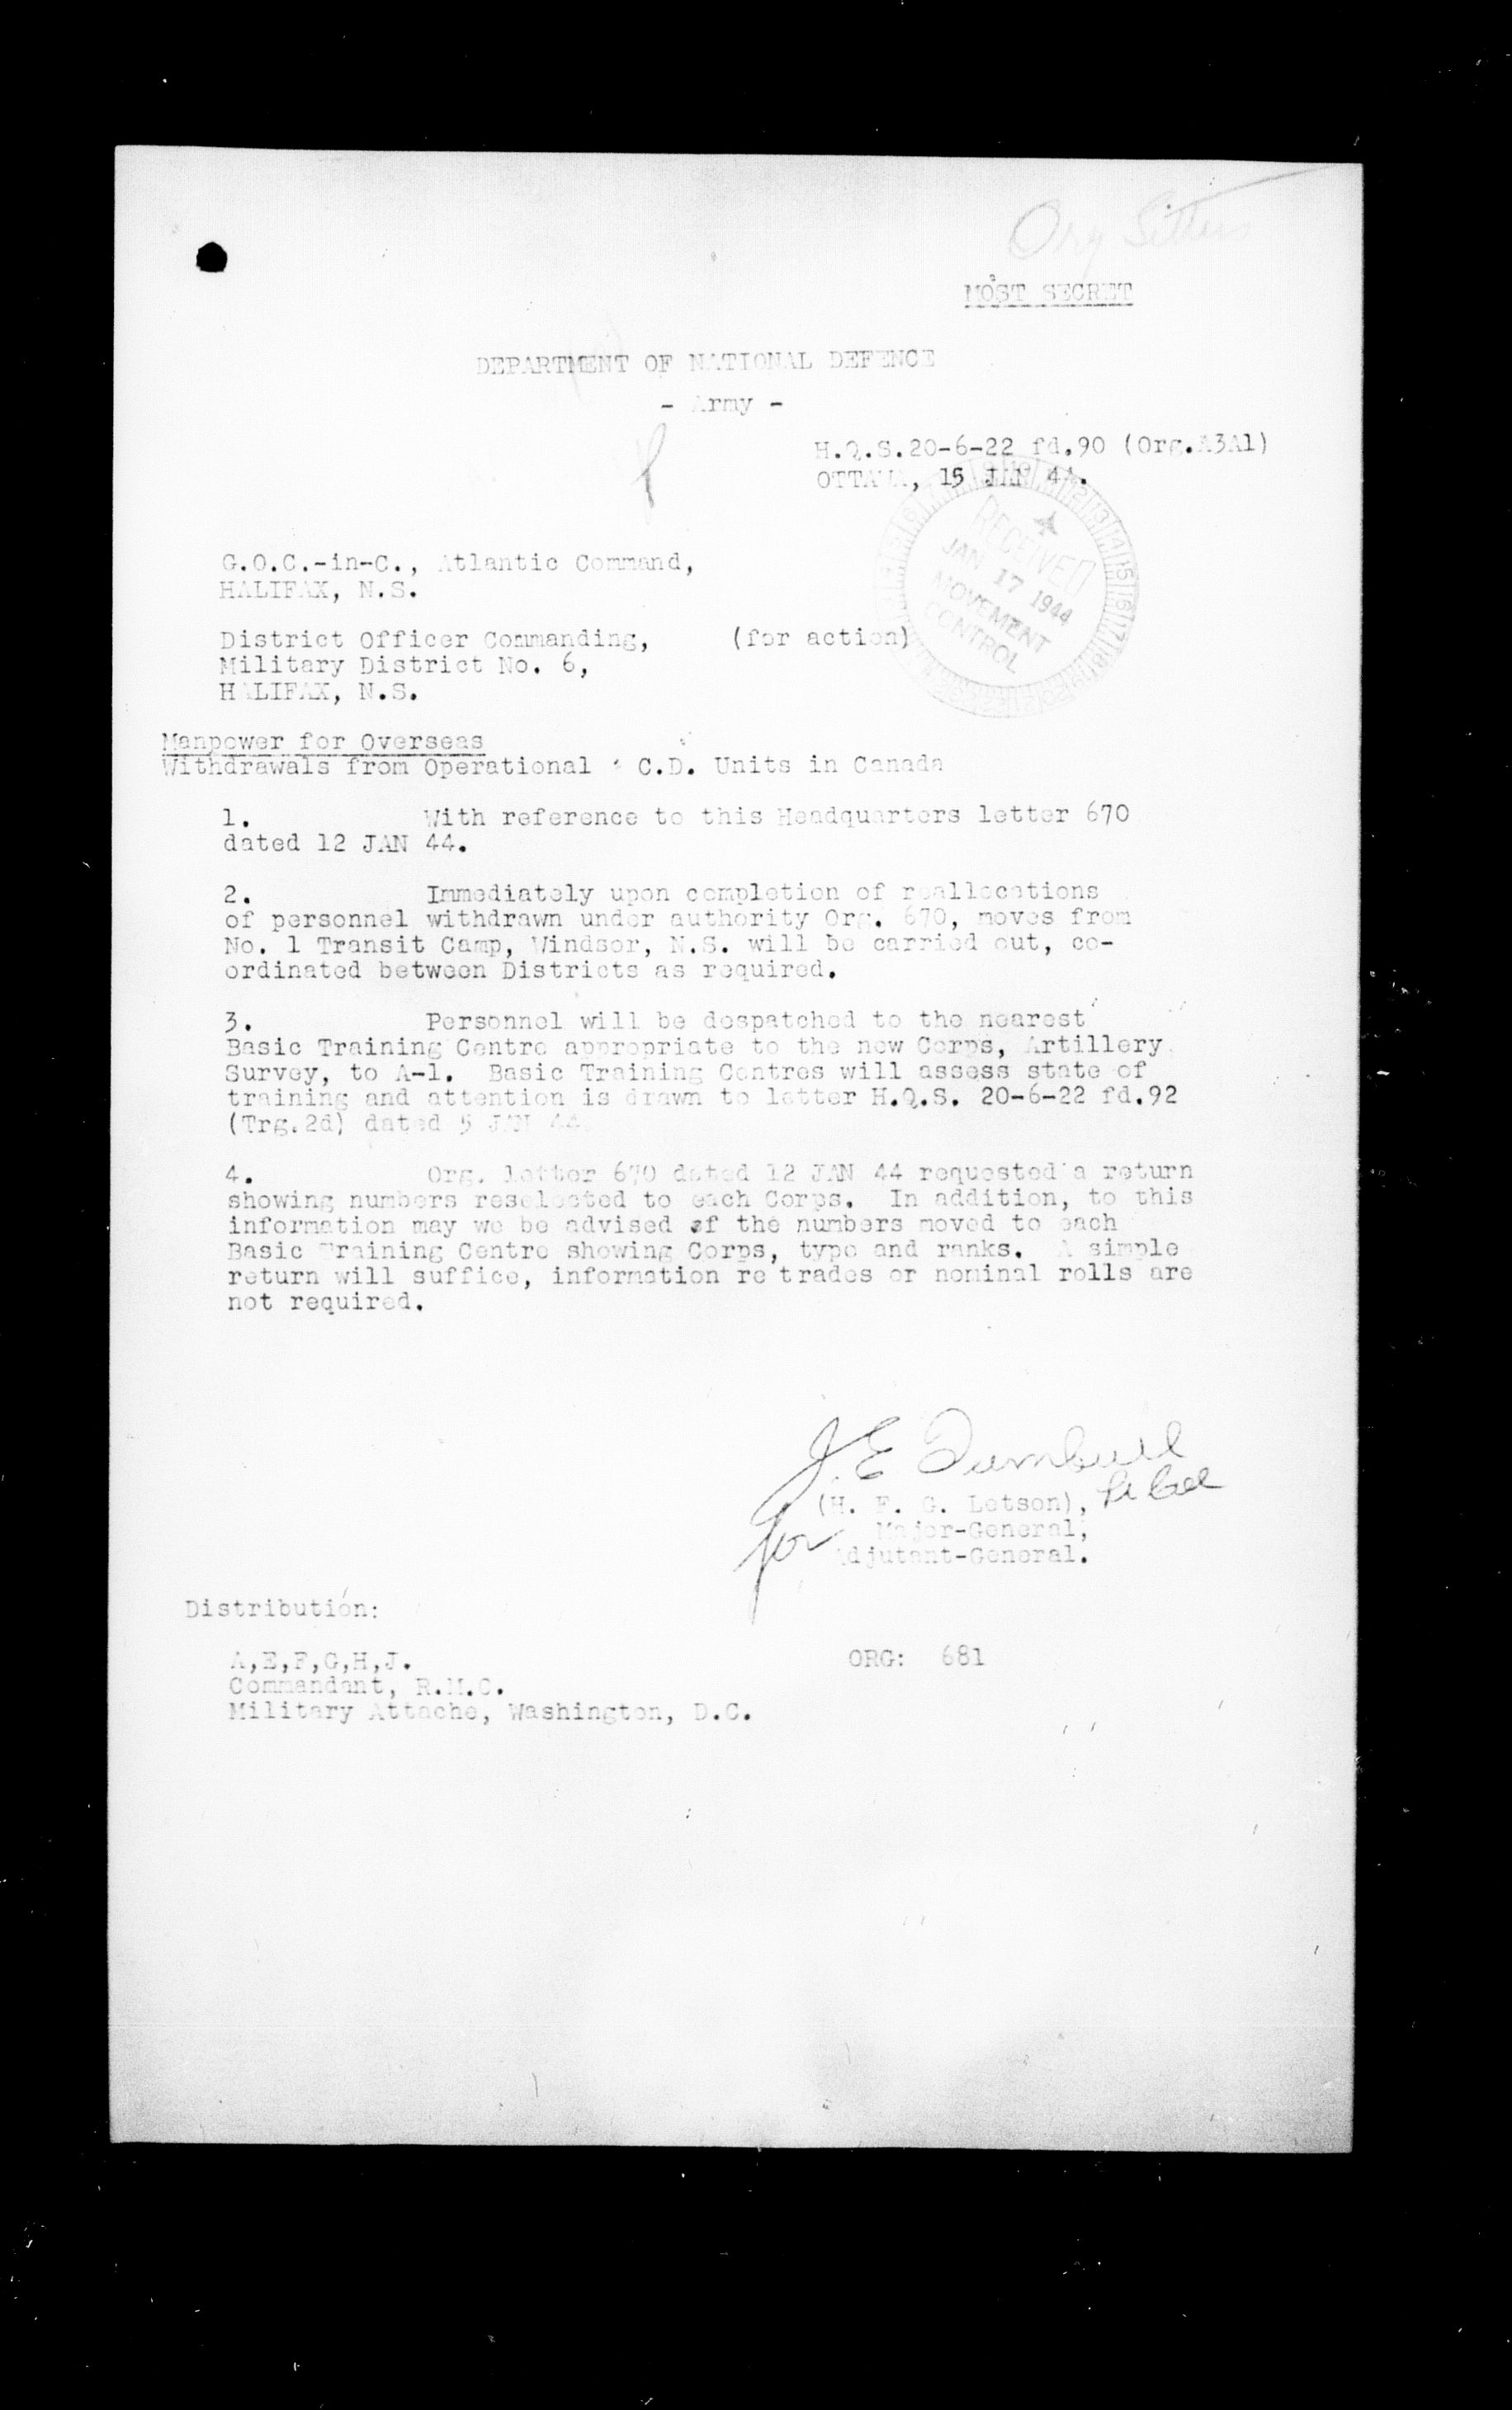 Org
MOST SECRET
DEPARTMENT OF NATIONAL DEFENCE
- Army -
H.Q.S.20-6-22 fd.90 (Org.A3A1)
OTTAWA, 15 JAN 44.
RECEIVED
JAN 17 1944
MOVEMENT
CONTROL
G.O.C.-in-C., Atlantic Command,
HALIFAX, N.S.
District Officer Commanding, (for action)
Military District No. 6,
HALIFAX, N.S.
Manpower for Overseas
Withdrawals from Operational C.D. Units in Canada
1. With reference to this Headquarters letter 670
dated 12 JAN 44.
2. Immediately upon completion of reallocations
of personnel withdrawn under authority Org. 670, moves from
No. 1 Transit Camp, Windsor, N.S. will be carried out, co-
ordinated between Districts as required.
3. Personnel will be despatched to the nearest
Basic Training Centre appropriate to the new Corps, Artillery
Survey, to A-1. Basic Training Centres will assess state of
training and attention is drawn to letter H.Q.S. 20-6-22 fd.92
(Trg.2d) dated 5 JAN 44.
4. Org. letter 670 dated 12 JAN 44 requested a return
showing numbers reselected to each Corps. In addition, to this
information may we be advised of the numbers moved to each
Basic Training Centre showing Corps, type and ranks. A simple
return will suffice, information re trades or nominal rolls are
not required.
J.E
(H. F. G. Letson), Lt Col
for Major-General,
Adjutant-General.
Distribution:
A,E,F,G,H,J. ORG: 681
Commandant, R.M.C.
Military Attache, Washington, D.C.